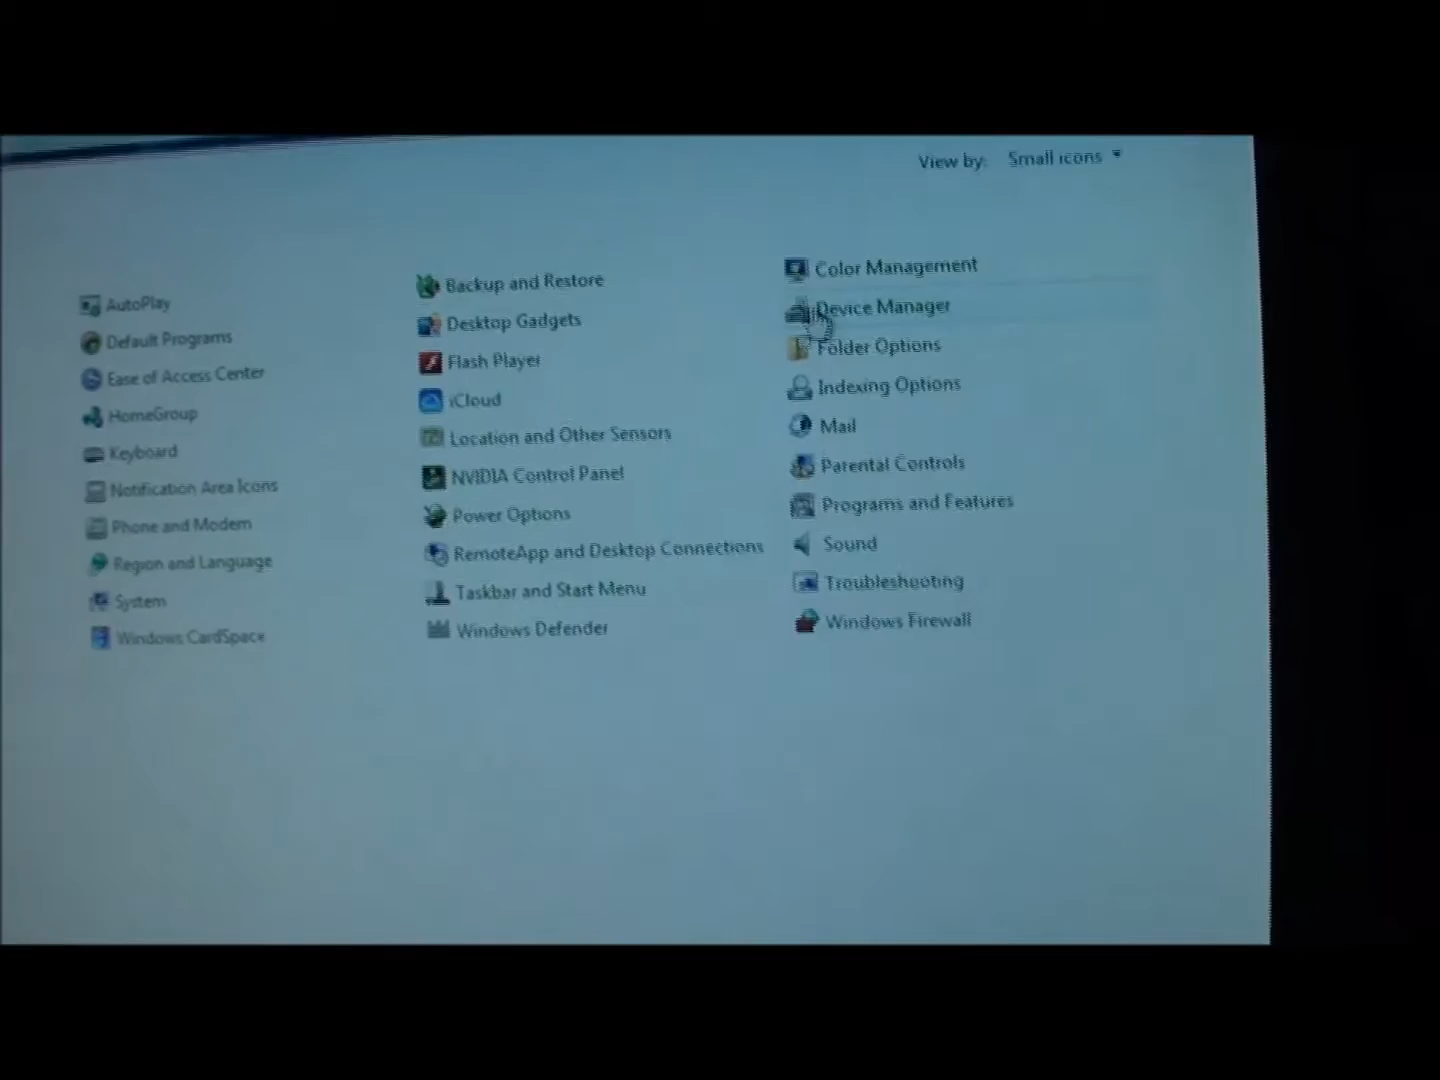 View by: Small icons
AutoPlay
Default Programs
Ease of Access Center
HomeGroup
Keyboard
Notification Area Icons
Phone and Modem
Region and Language
System
Windows CardSpace
Backup and Restore
Desktop Gadgets
Flash Player
iCloud
Location and Other Sensors
NVIDIA Control Panel
Power Options
RemoteApp and Desktop Connections
Taskbar and Start Menu
Windows Defender
Color Management
Device Manager
Folder Options
Indexing Options
Mail
Parental Controls
Programs and Features
Sound
Troubleshooting
Windows Firewall